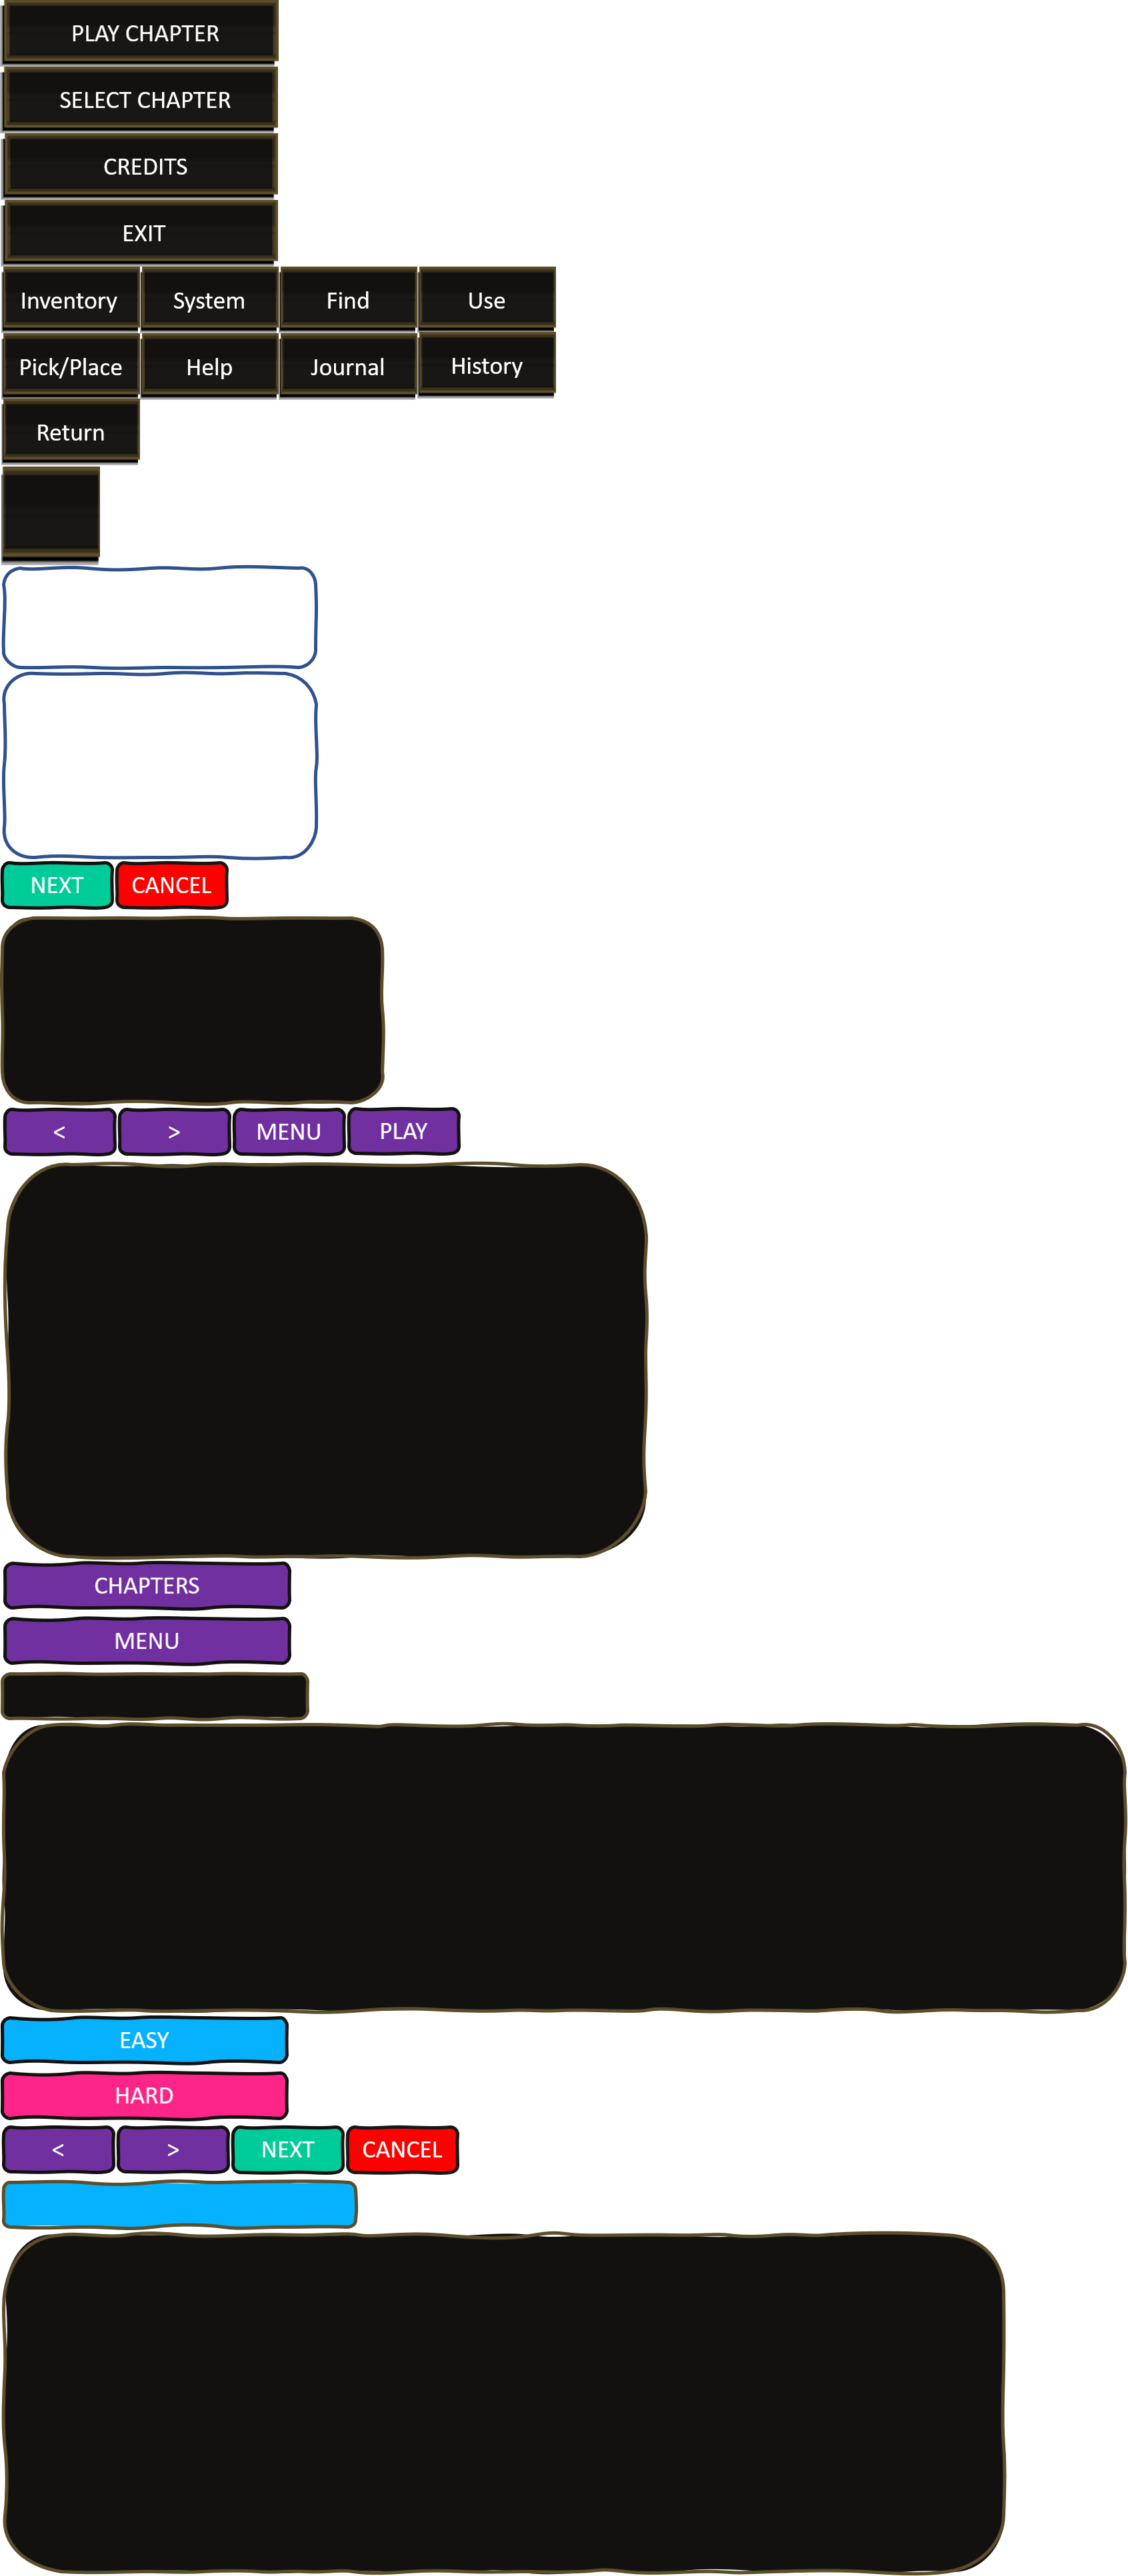 PLAY CHAPTER
SELECT CHAPTER
CREDITS
EXIT
Inventory System Find Use
Pick/Place Help Journal History
Return
NEXT CANCEL
< > MENU PLAY
CHAPTERS
MENU
EASY
HARD
< > NEXT CANCEL